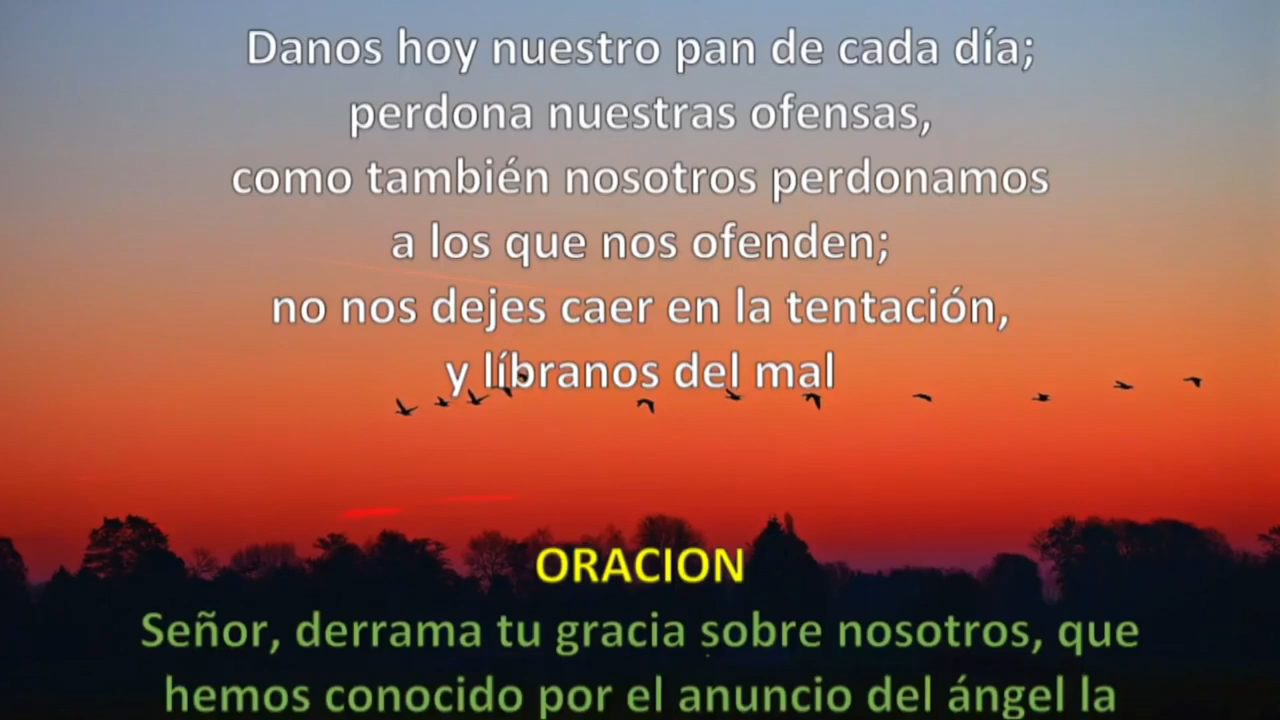 Danos hoy nuestro pan de cada día;
perdona nuestras ofensas,
como también nosotros perdonamos
a los que nos ofenden;
no nos dejes caer en la tentación,
y líbranos del mal
ORACION
Señor, derrama tu gracia sobre nosotros, que
hemos conocido por el anuncio del ángel la